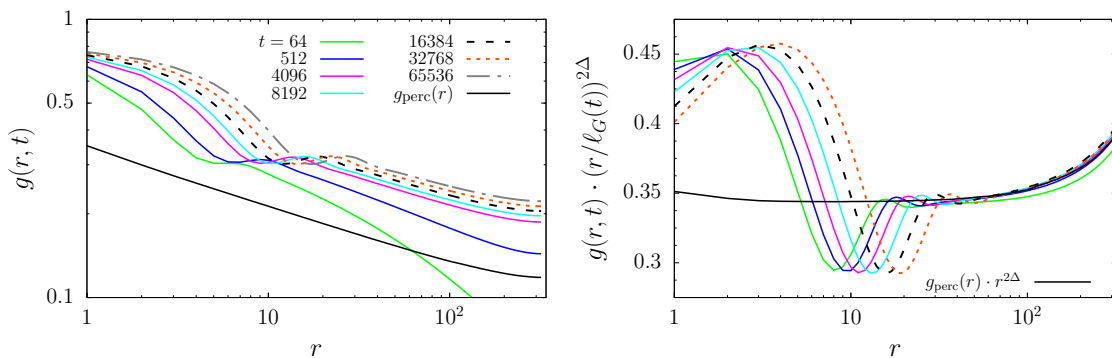 1
0.5
0.1
g(r, t)
1
10
10²
r
t = 64
512
4096
8192
16384
32768
65536
g_perc(r)
0.45
0.4
0.35
0.3
g(r, t) · (r/ℓ_G(t))^{2Δ}
1
10
10²
r
g_perc(r) · r^{2Δ}